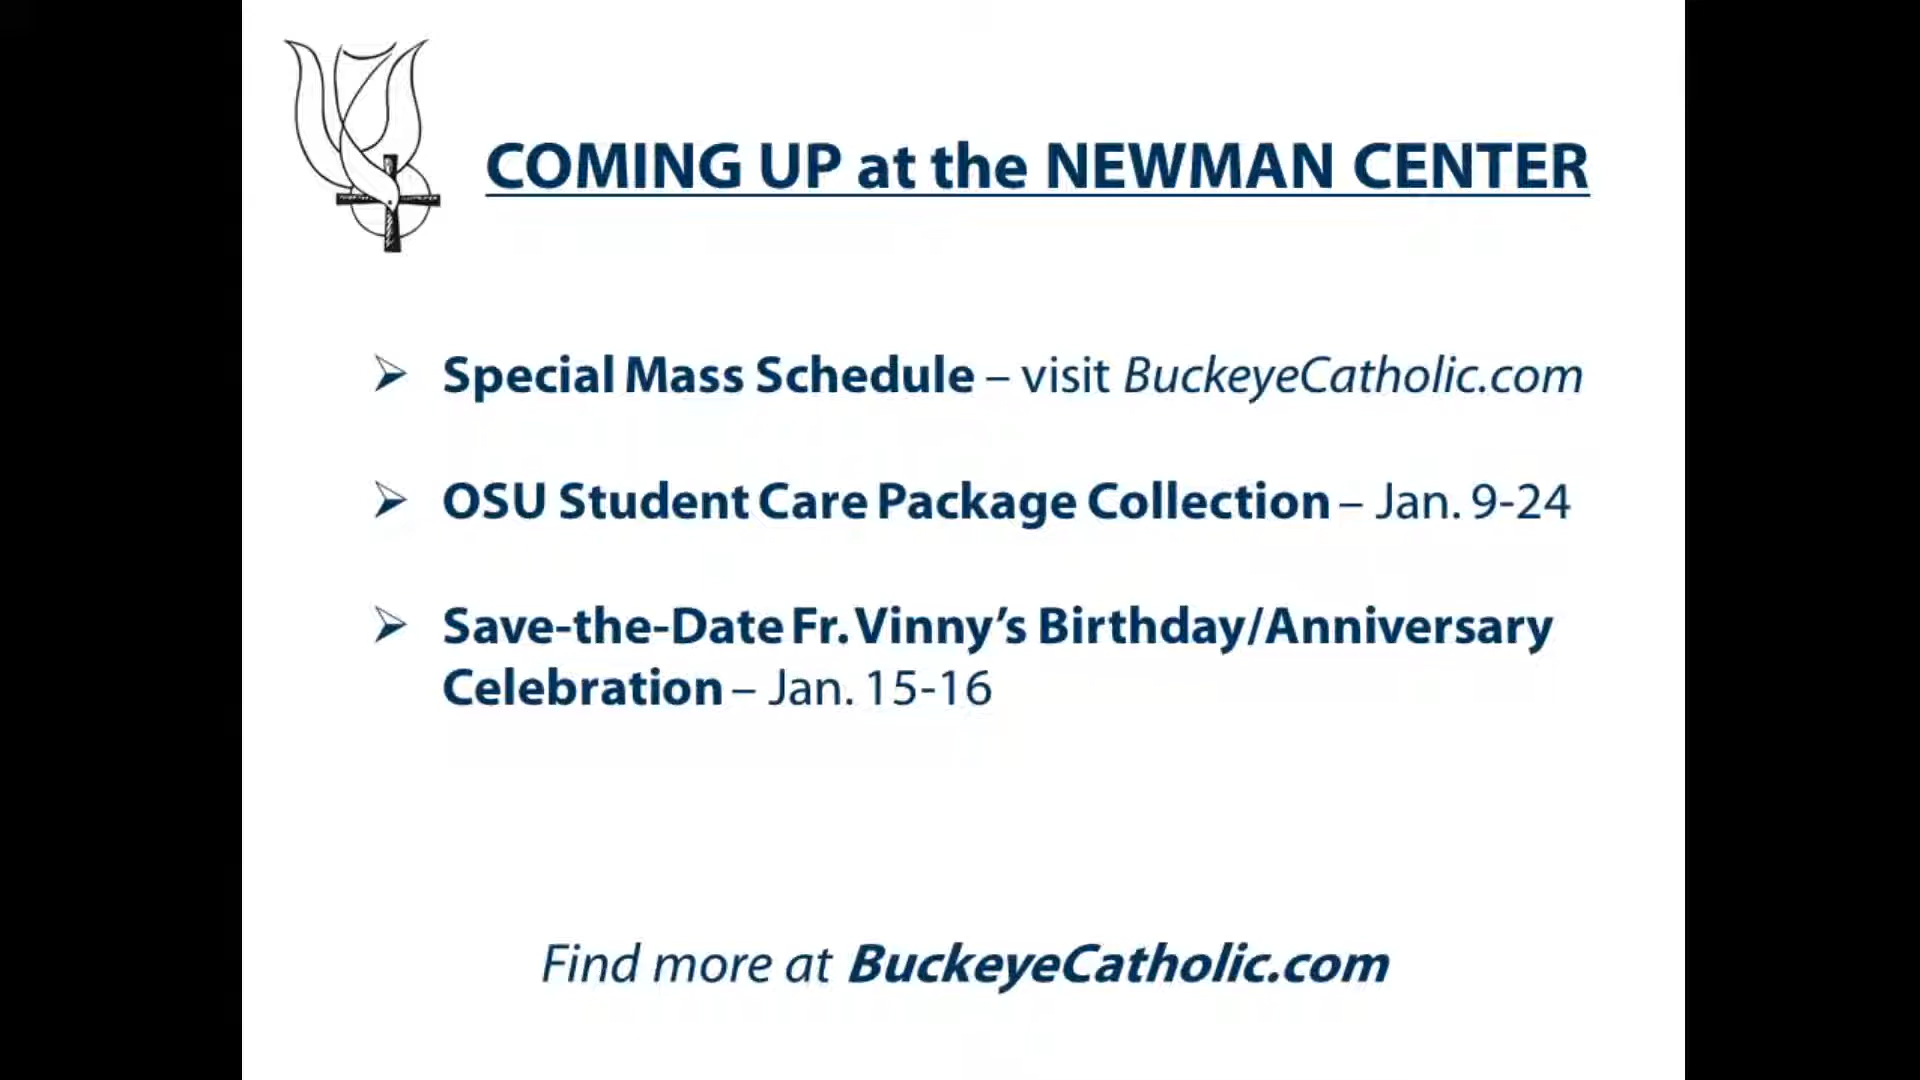 COMING UP at the NEWMAN CENTER
Special Mass Schedule – visit BuckeyeCatholic.com
OSU Student Care Package Collection – Jan. 9-24
Save-the-Date Fr. Vinny’s Birthday/Anniversary
Celebration – Jan. 15-16
Find more at BuckeyeCatholic.com